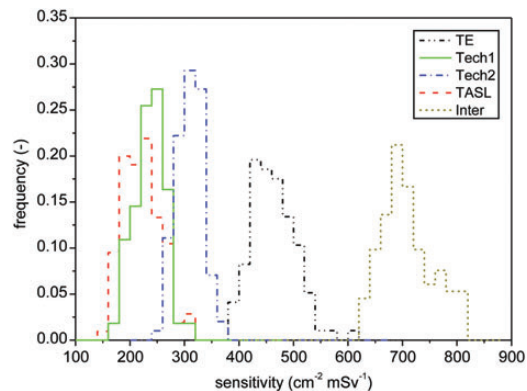 0.35
0.30
0.25
0.20
0.15
0.10
0.05
0.00
frequency (-)
TE
Tech1
Tech2
TASL
Inter
100 200 300 400 500 600 700 800 900
sensitivity (cm⁻² mSv⁻¹)